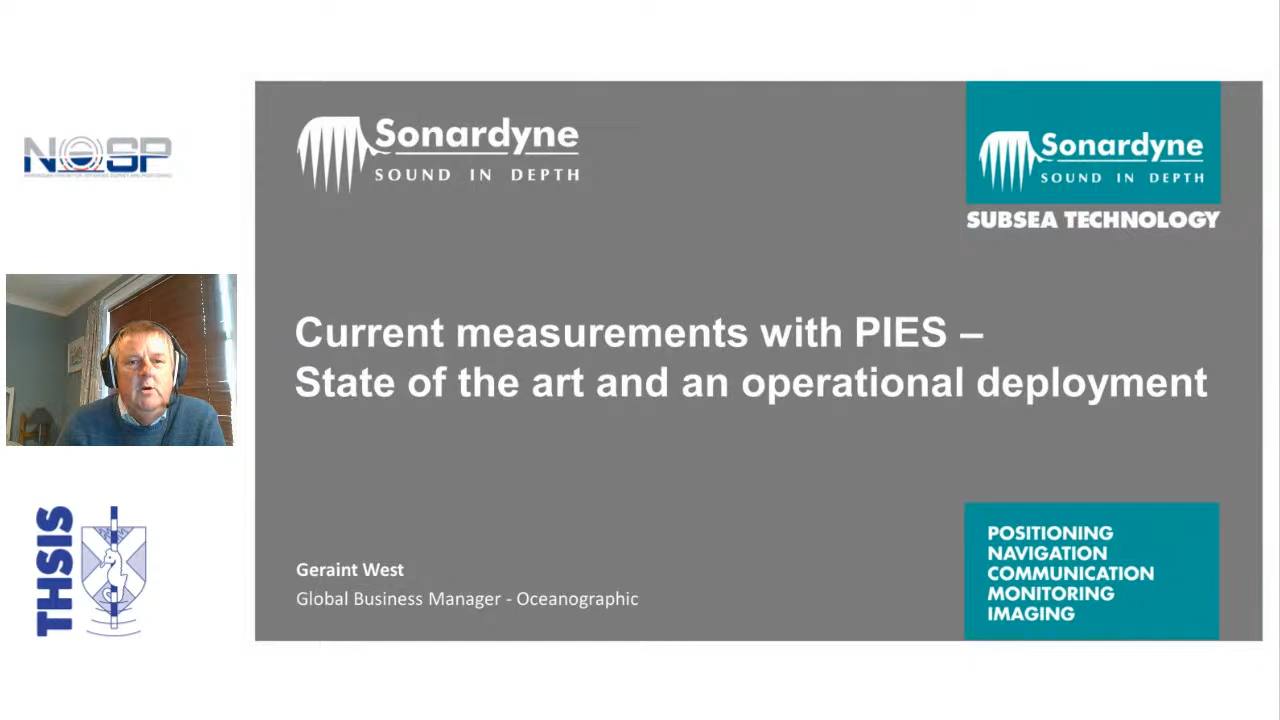 NOSP
THSIS
Sonardyne
SOUND IN DEPTH
Sonardyne
SOUND IN DEPTH
SUBSEA TECHNOLOGY
Current measurements with PIES –
State of the art and an operational deployment
Geraint West
Global Business Manager - Oceanographic
POSITIONING
NAVIGATION
COMMUNICATION
MONITORING
IMAGING